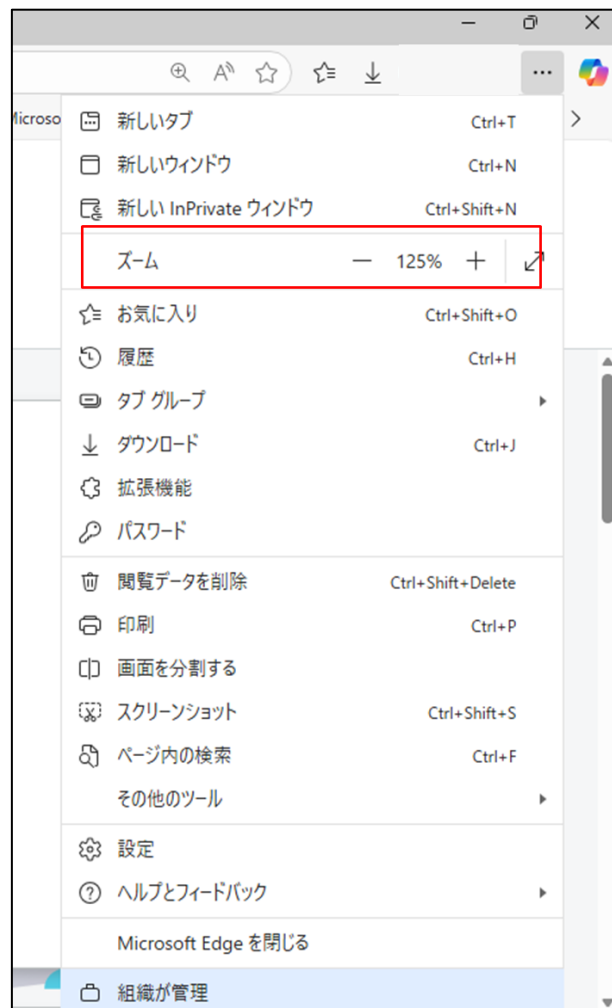 新しいタブ Ctrl+T
新しいウィンドウ Ctrl+N
新しい InPrivate ウィンドウ Ctrl+Shift+N
ズーム 125%
お気に入り Ctrl+Shift+O
履歴 Ctrl+H
タブ グループ
ダウンロード Ctrl+J
拡張機能
パスワード
閲覧データを削除 Ctrl+Shift+Delete
印刷 Ctrl+P
画面を分割する
スクリーンショット Ctrl+Shift+S
ページ内の検索 Ctrl+F
その他のツール
設定
ヘルプとフィードバック
Microsoft Edge を閉じる
組織が管理